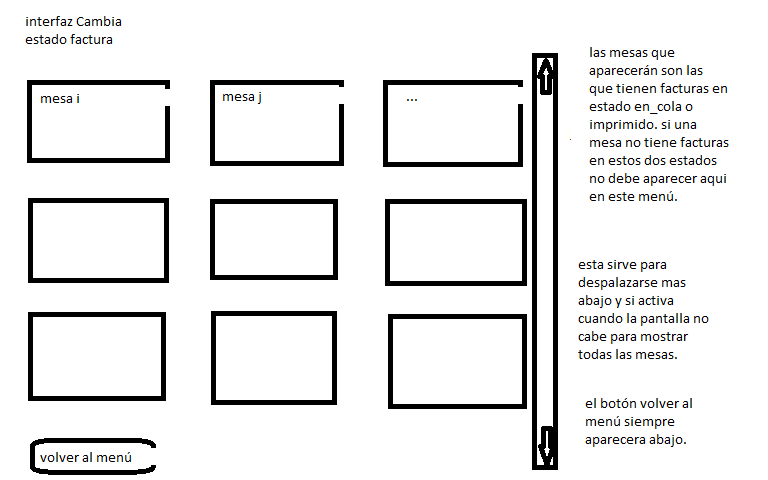 interfaz Cambia
estado factura
mesa i
mesa j
...
las mesas que
aparecerán son las
que tienen facturas en
estado en_cola o
imprimido. si una
mesa no tiene facturas
en estos dos estados
no debe aparecer aqui
en este menú.
esta sirve para
despalazarse mas
abajo y si activa
cuando la pantalla no
cabe para mostrar
todas las mesas.
el botón volver al
menú siempre
aparecera abajo.
volver al menú